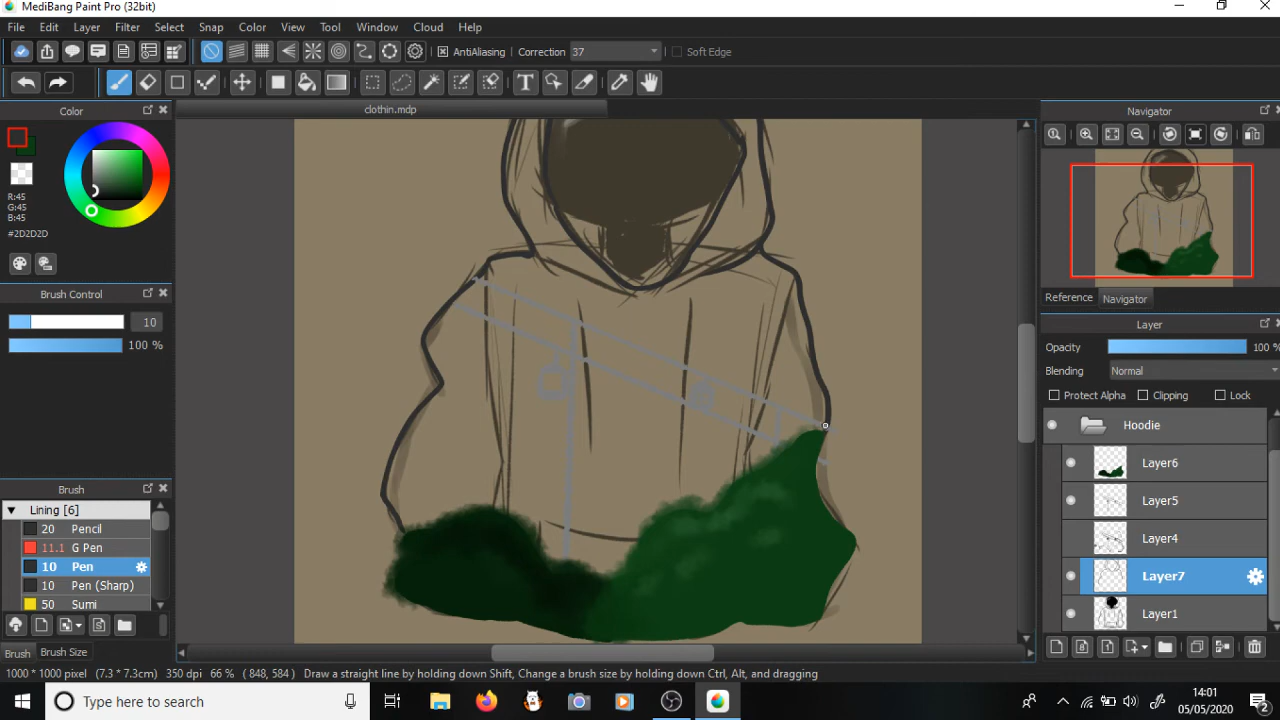 MediBang Paint Pro (32bit)
File Edit Layer Filter Select Snap Color View Tool Window Cloud Help
AntiAliasing Correction 37 Soft Edge
Color
clothin.mdp
Navigator
R:45
G:45
B:45
#2D2D2D
Brush Control
10
100 %
Reference Navigator
Layer
Opacity 100 %
Blending Normal
Protect Alpha Clipping Lock
Hoodie
Layer6
Layer5
Layer4
Layer7
Layer1
Brush
Lining [6]
20 Pencil
11.1 G Pen
10 Pen
10 Pen (Sharp)
50 Sumi
Brush Brush Size
1000 * 1000 pixel (7.3 * 7.3cm) 350 dpi 66 % (848, 584) Draw a straight line by holding down Shift, Change a brush size by holding down Ctrl, Alt, and dragging
Type here to search
14:01
05/05/2020
2